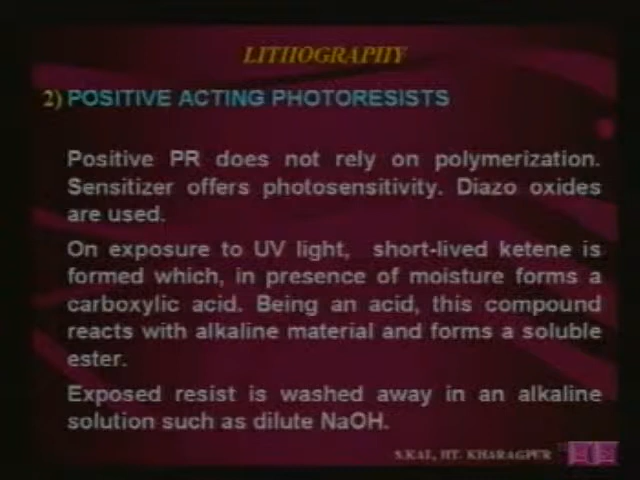 LITHOGRAPHY
2) POSITIVE ACTING PHOTORESISTS
Positive PR does not rely on polymerization.
Sensitizer offers photosensitivity. Diazo oxides
are used.
On exposure to UV light, short-lived ketene is
formed which, in presence of moisture forms a
carboxylic acid. Being an acid, this compound
reacts with alkaline material and forms a soluble
ester.
Exposed resist is washed away in an alkaline
solution such as dilute NaOH.
S.KAL, IIT. KHARAGPUR